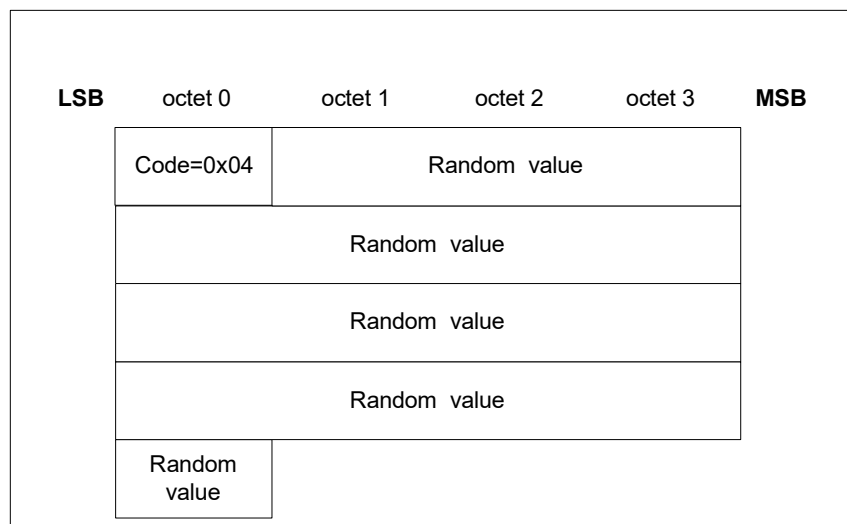 LSB octet 0 octet 1 octet 2 octet 3 MSB
Code=0x04 Random value
Random value
Random value
Random value
Random
value